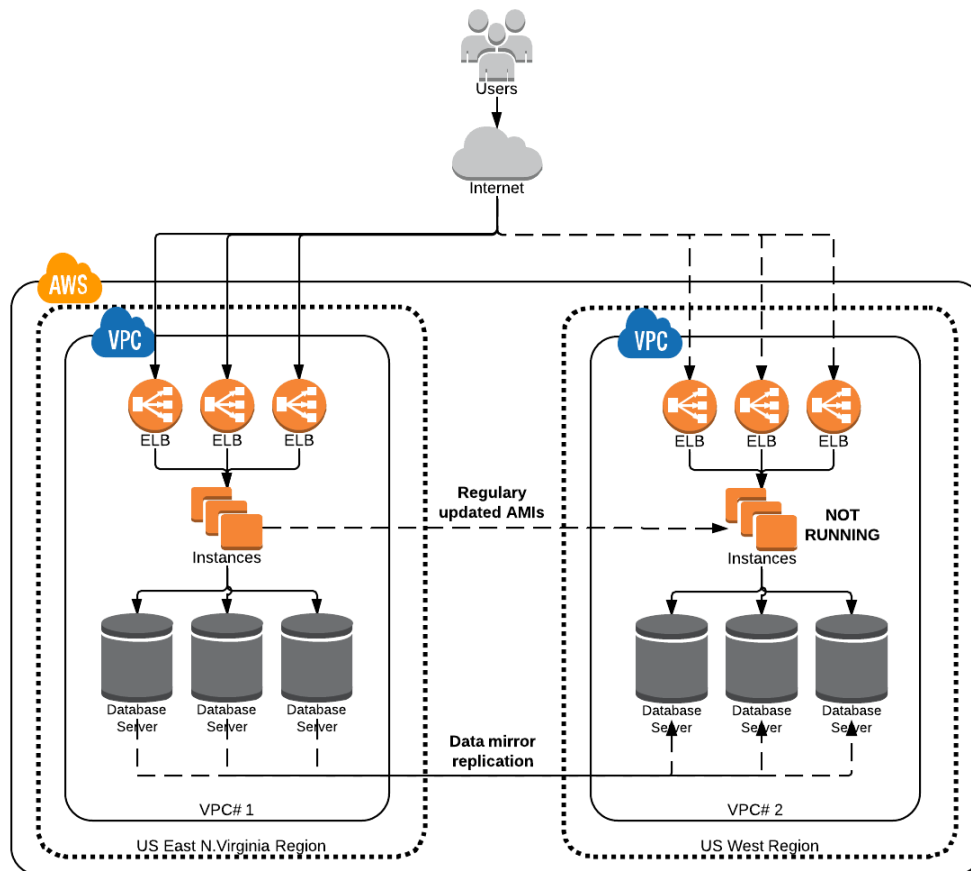 Users
Internet
AWS
VPC
VPC
ELB
ELB
ELB
ELB
ELB
ELB
Regulary
updated AMIs
NOT
RUNNING
Instances
Instances
Database
Server
Database
Server
Database
Server
Database
Server
Database
Server
Database
Server
Data mirror
replication
VPC# 1
VPC# 2
US East N.Virginia Region
US West Region